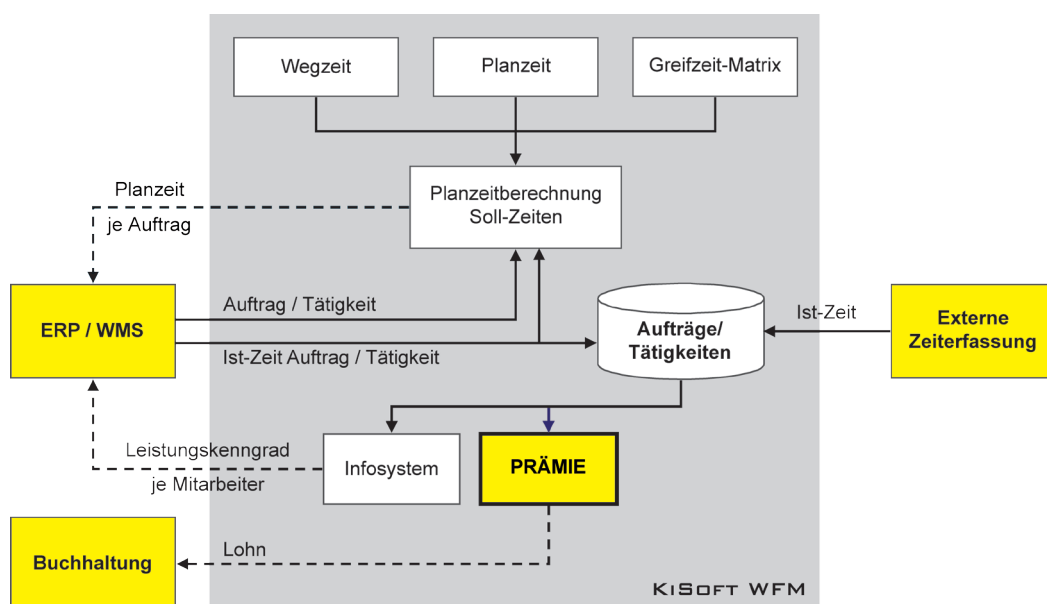 Wegzeit
Planzeit
Greifzeit-Matrix
Planzeitberechnung
Soll-Zeiten
Planzeit
je Auftrag
ERP / WMS
Auftrag / Tätigkeit
Ist-Zeit Auftrag / Tätigkeit
Aufträge/
Tätigkeiten
Ist-Zeit
Externe
Zeiterfassung
Leistungskenngrad
je Mitarbeiter
Infosystem
PRÄMIE
Buchhaltung
Lohn
KiSoft WFM